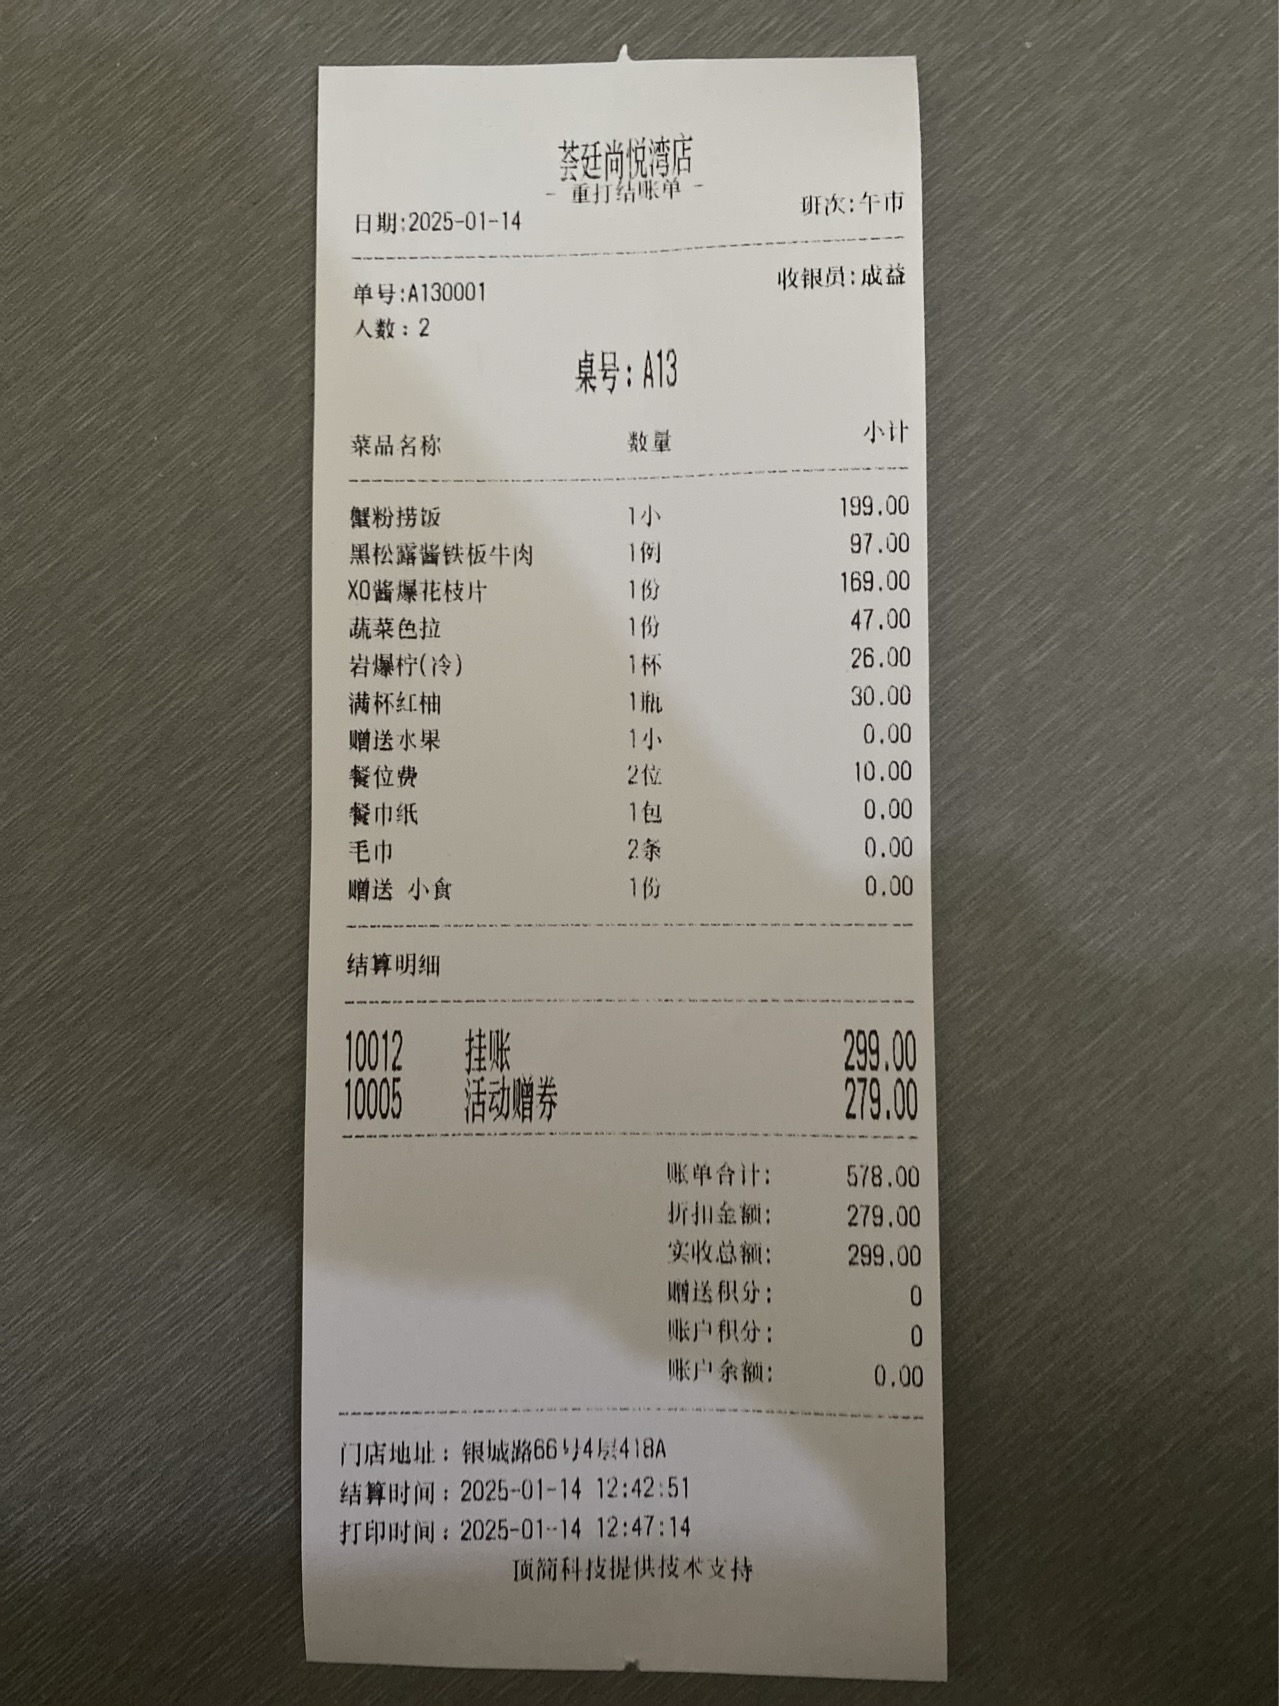 荟廷尚悦湾店
- 重打结账单 -
日期:2025-01-14 班次:午市
单号:A130001 收银员:成益
人数: 2
桌号: A13
菜品名称 数量 小计
蟹粉捞饭 1小 199.00
黑松露酱铁板牛肉 1例 97.00
XO酱爆花枝片 1份 169.00
蔬菜色拉 1份 47.00
岩爆柠(冷) 1杯 26.00
满杯红柚 1瓶 30.00
赠送水果 1小 0.00
餐位费 2位 10.00
餐巾纸 1包 0.00
毛巾 2条 0.00
赠送 小食 1份 0.00
结算明细
10012 挂账 299.00
10005 活动赠券 279.00
账单合计: 578.00
折扣金额: 279.00
实收总额: 299.00
赠送积分: 0
账户积分: 0
账户余额: 0.00
门店地址: 银城路66号4层418A
结算时间: 2025-01-14 12:42:51
打印时间: 2025-01-14 12:47:14
顶简科技提供技术支持